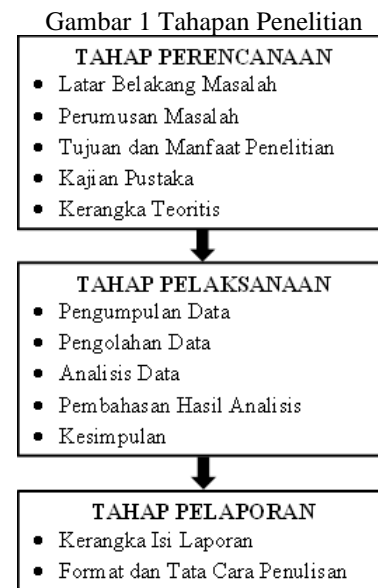 Gambar 1 Tahapan Penelitian
TAHAP PERENCANAAN
• Latar Belakang Masalah
• Perumusan Masalah
• Tujuan dan Manfaat Penelitian
• Kajian Pustaka
• Kerangka Teoritis
TAHAP PELAKSANAAN
• Pengumpulan Data
• Pengolahan Data
• Analisis Data
• Pembahasan Hasil Analisis
• Kesimpulan
TAHAP PELAPORAN
• Kerangka Isi Laporan
• Format dan Tata Cara Penulisan